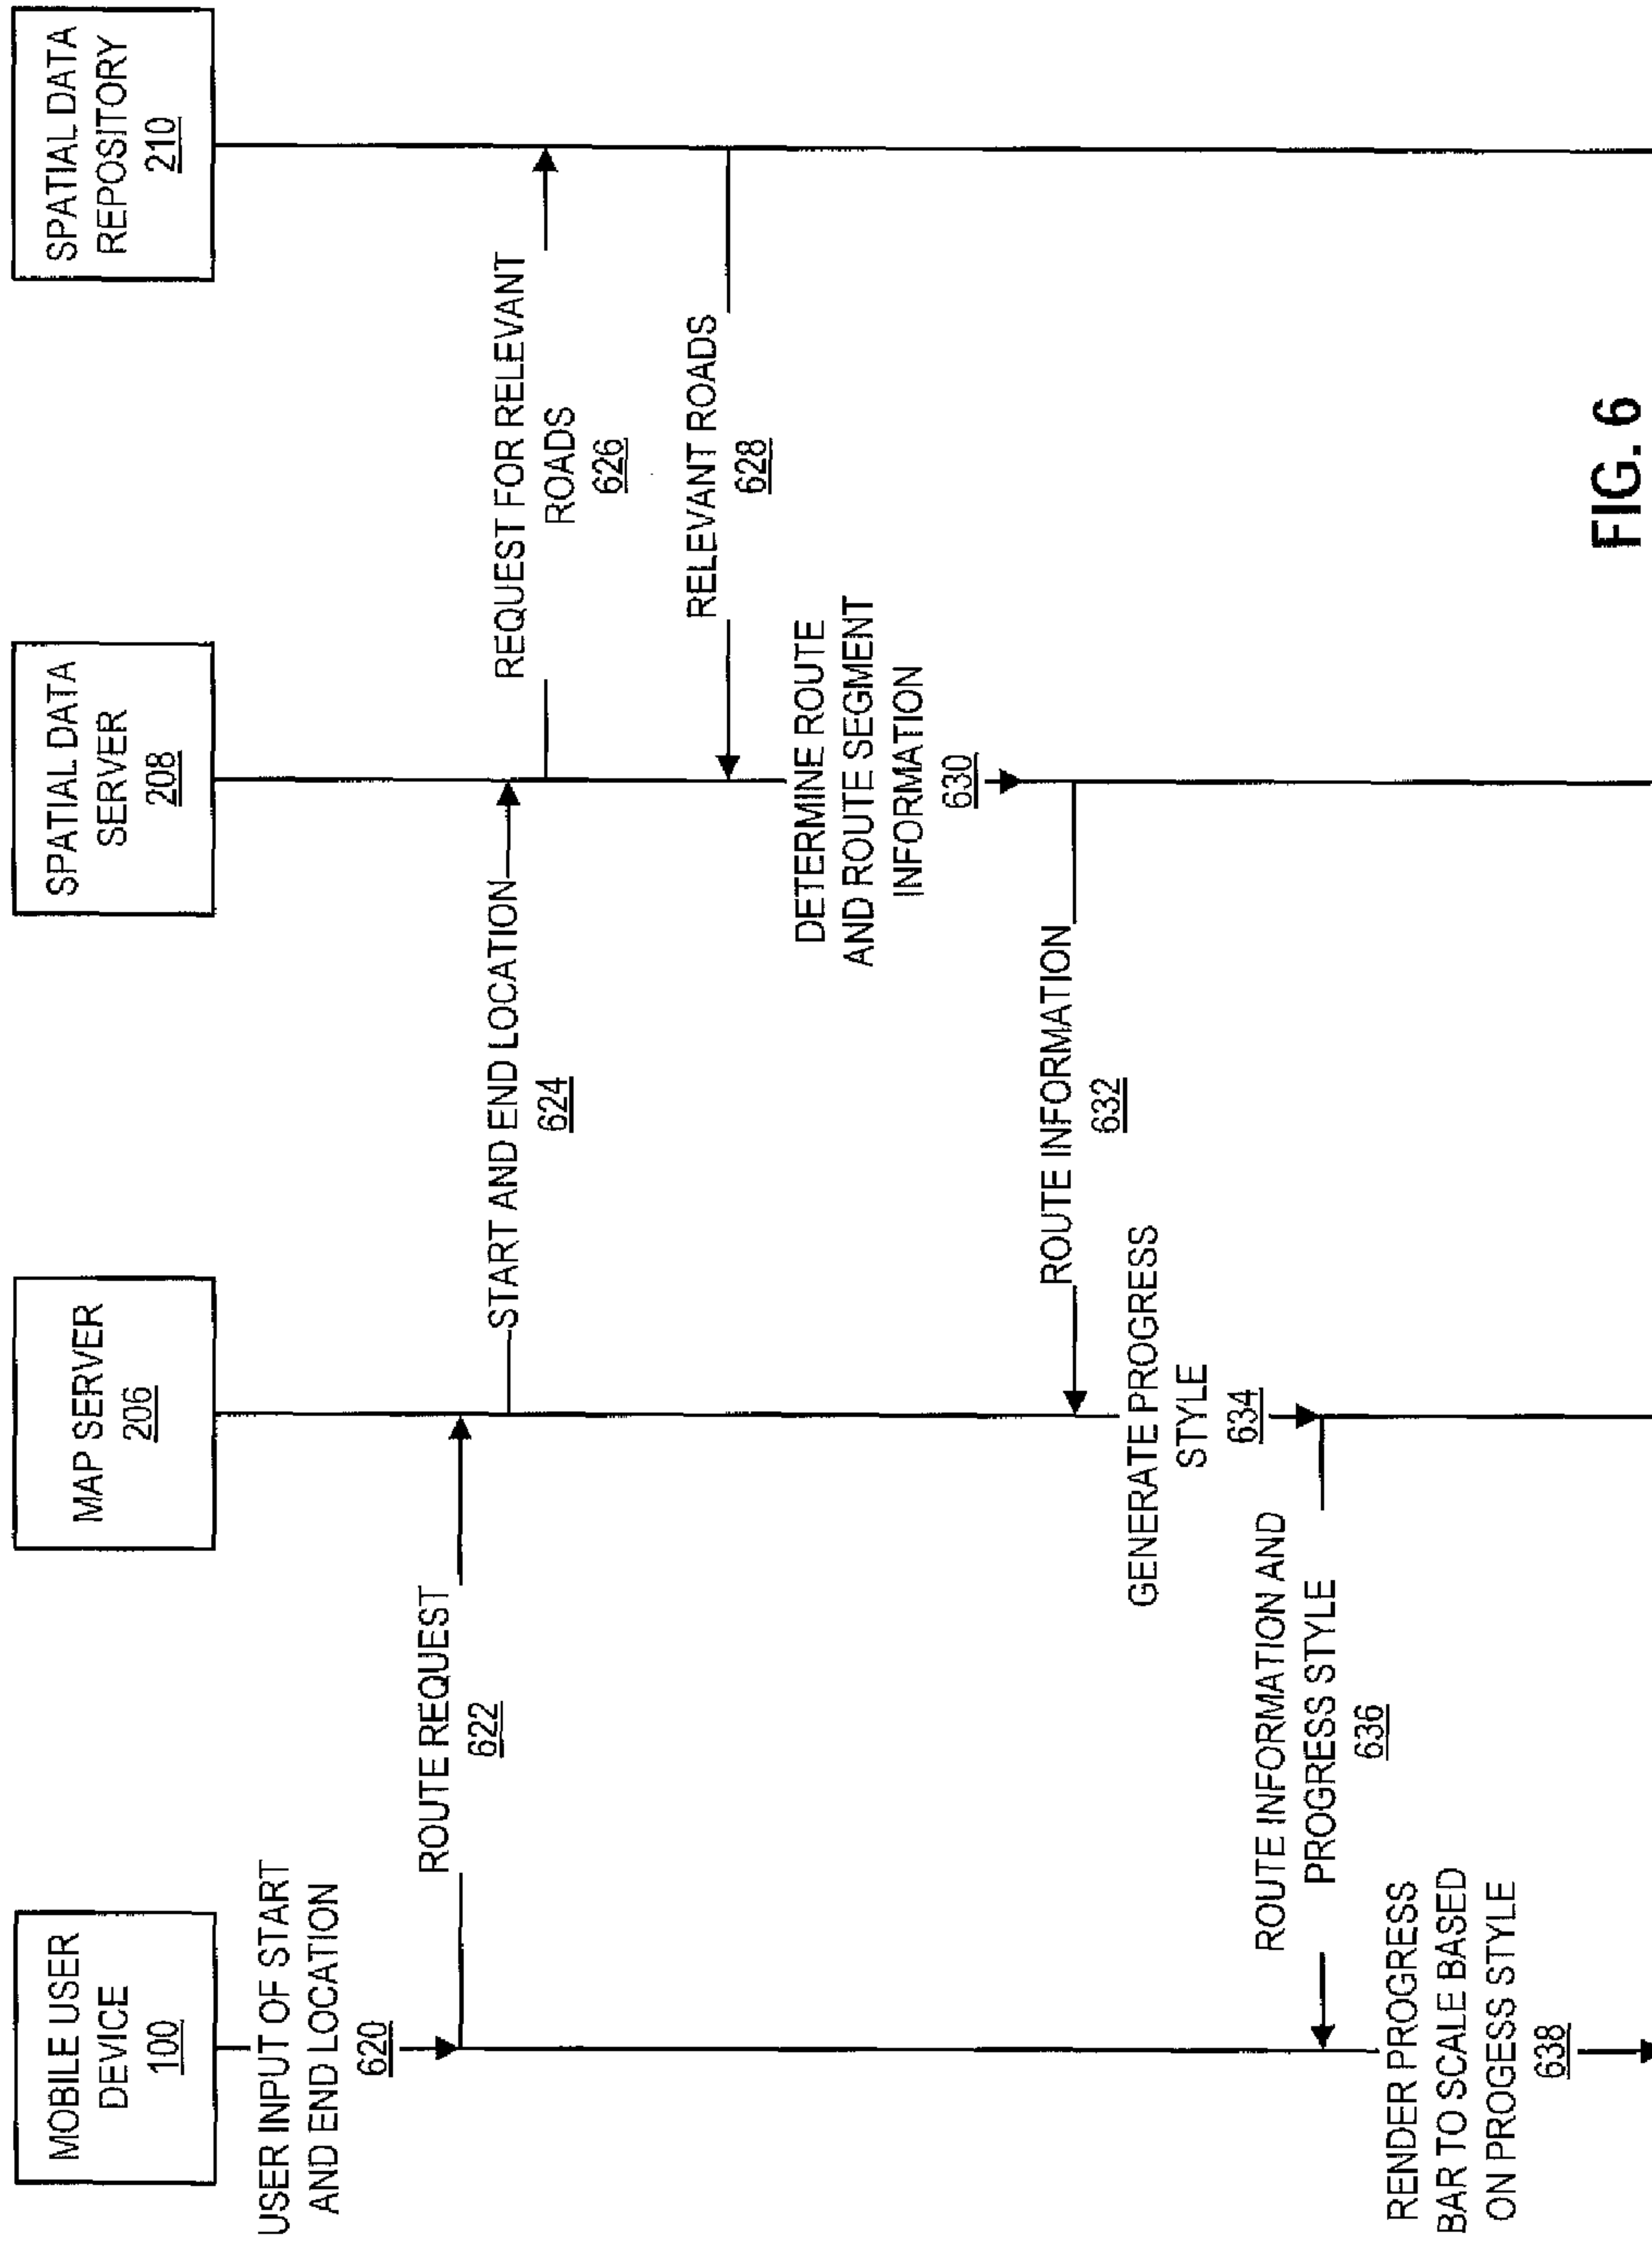 MOBILE USER
DEVICE
100
MAP SERVER
206
SPATIAL DATA
SERVER
208
SPATIAL DATA
REPOSITORY
210
USER INPUT OF START
AND END LOCATION
620
ROUTE REQUEST
622
START AND END LOCATION
624
REQUEST FOR RELEVANT
ROADS
626
RELEVANT ROADS
628
DETERMINE ROUTE
AND ROUTE SEGMENT
INFORMATION
630
ROUTE INFORMATION
632
GENERATE PROGRESS
STYLE
634
ROUTE INFORMATION AND
PROGRESS STYLE
636
RENDER PROGRESS
BAR TO SCALE BASED
ON PROGESS STYLE
638
FIG. 6